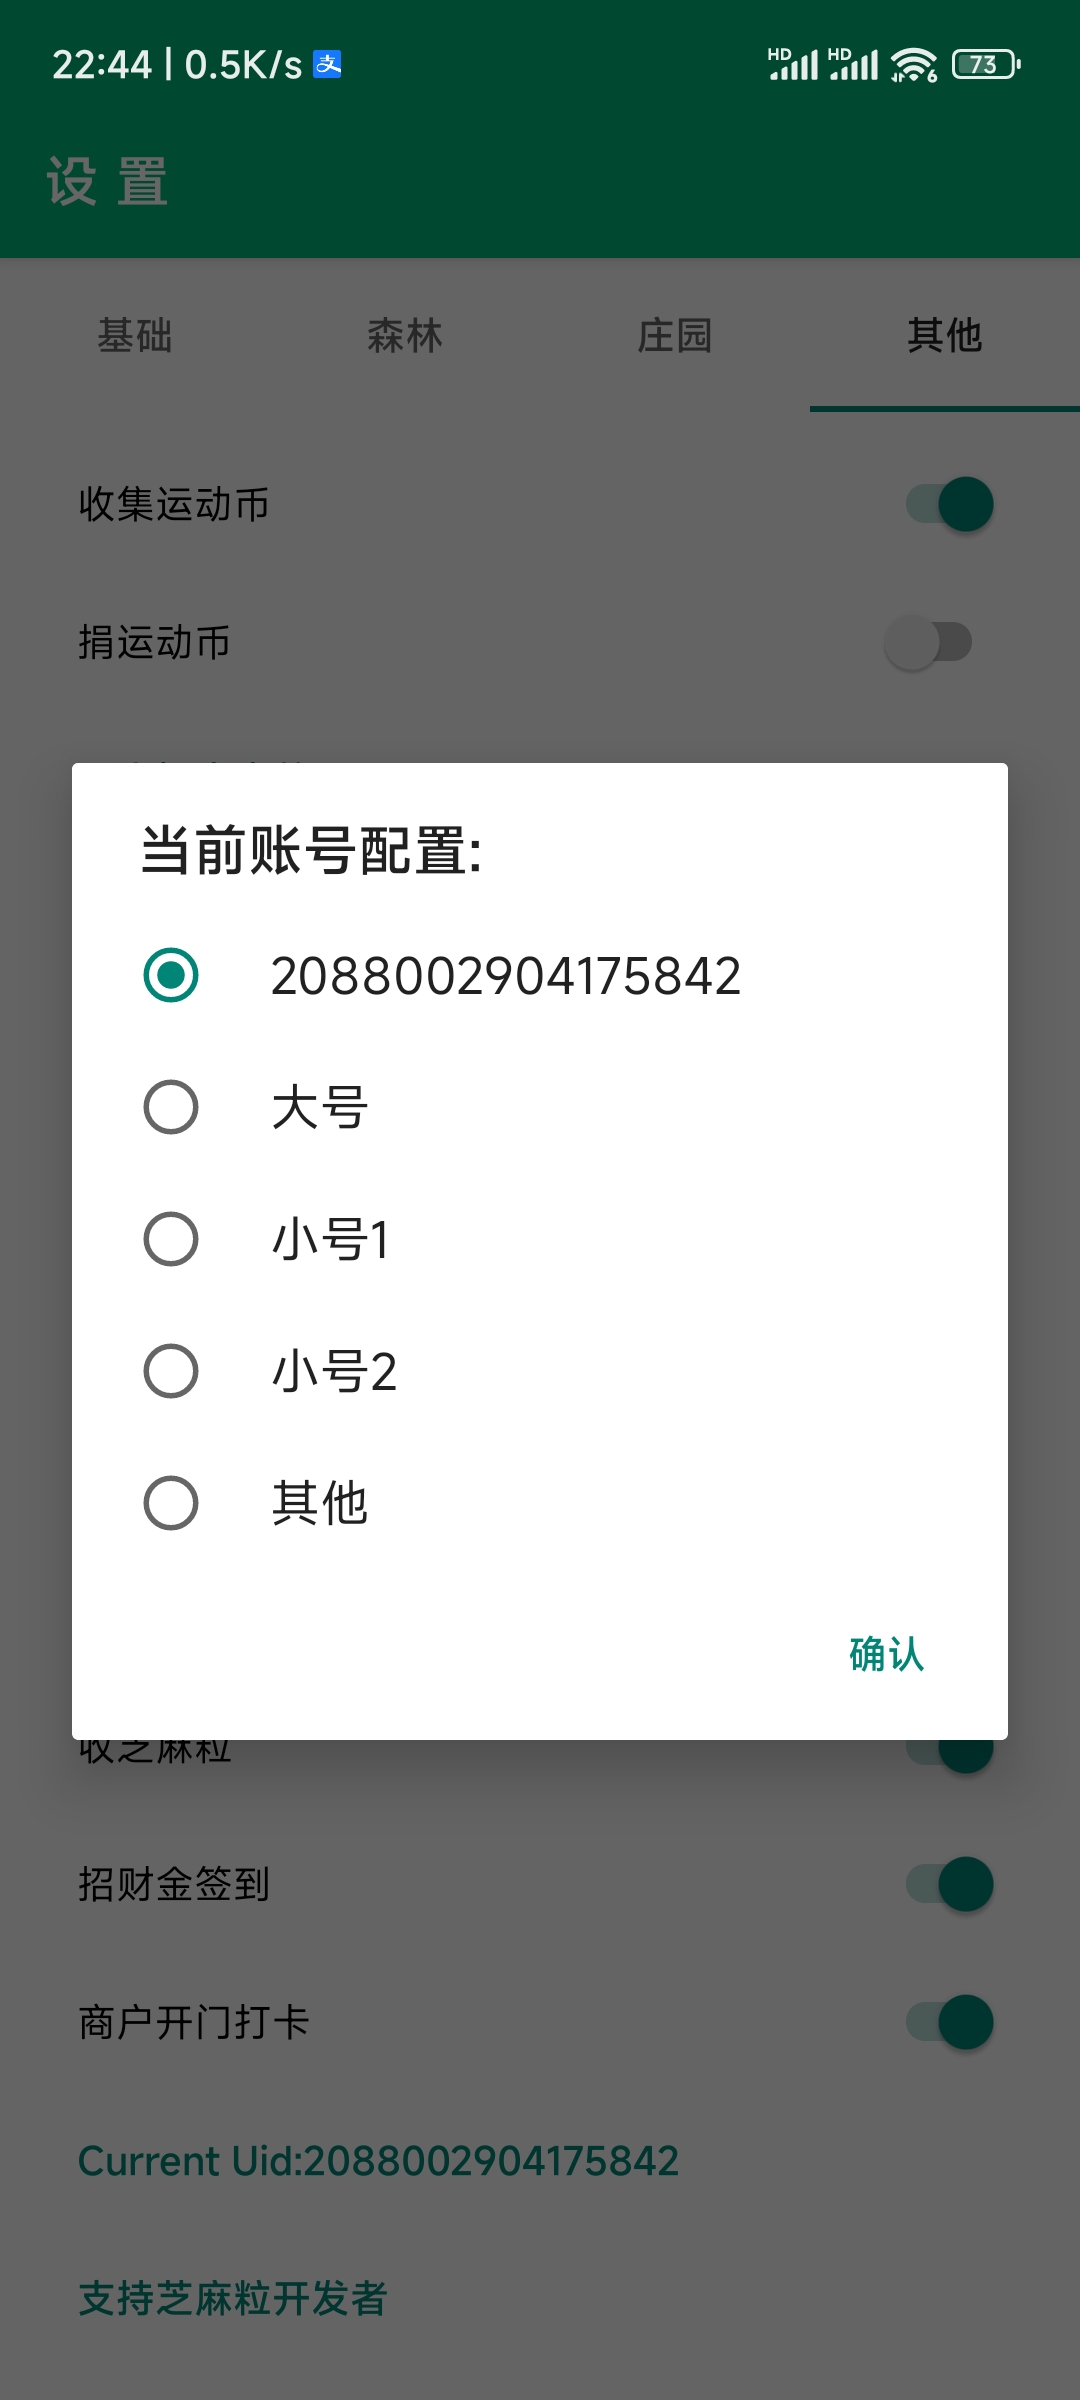 22:44 | 0.5K/s 支
HD HD 6 73
设 置
基础 森林 庄园 其他
收集运动币
捐运动币
当前账号配置:
2088002904175842
大号
小号1
小号2
其他
确认
收芝麻粒
招财金签到
商户开门打卡
Current Uid:2088002904175842
支持芝麻粒开发者